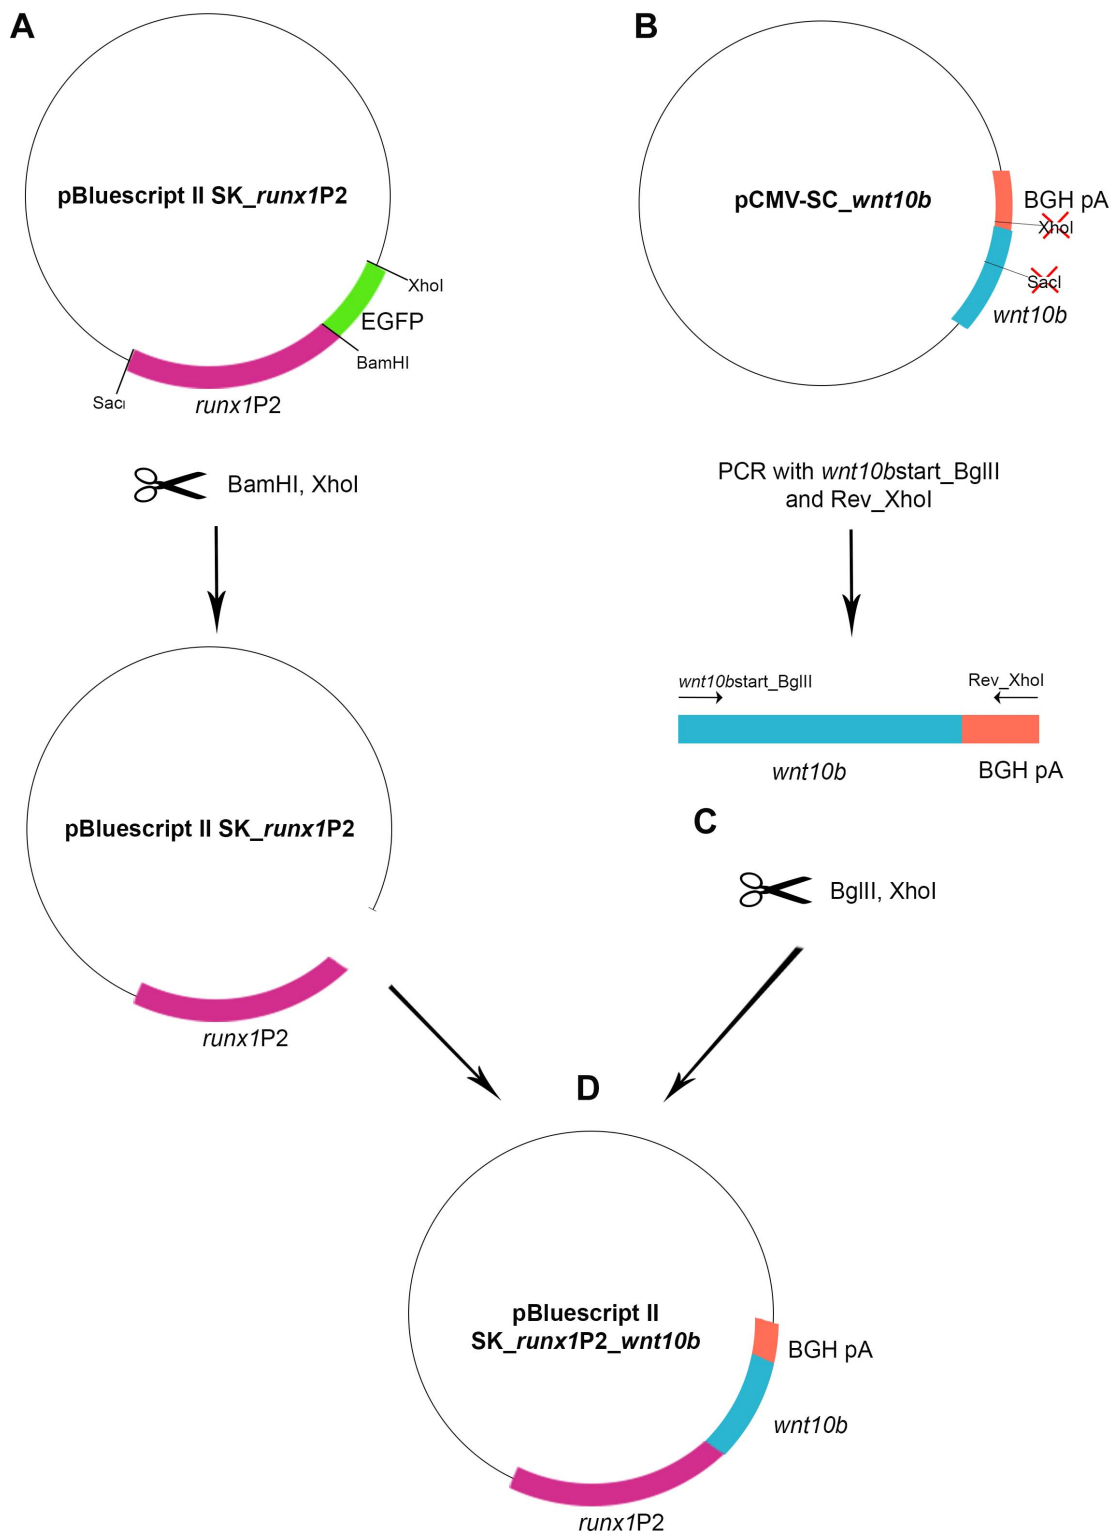 A
pBluescript II SK_runx1P2
XhoI
EGFP
BamHI
SacI
runx1P2
BamHI, XhoI
pBluescript II SK_runx1P2
runx1P2
B
pCMV-SC_wnt10b
BGH pA
XhoI
SacI
wnt10b
PCR with wnt10bstart_BglII
and Rev_XhoI
wnt10bstart_BglII
Rev_XhoI
wnt10b
BGH pA
C
BglII, XhoI
D
pBluescript II
SK_runx1P2_wnt10b
BGH pA
wnt10b
runx1P2